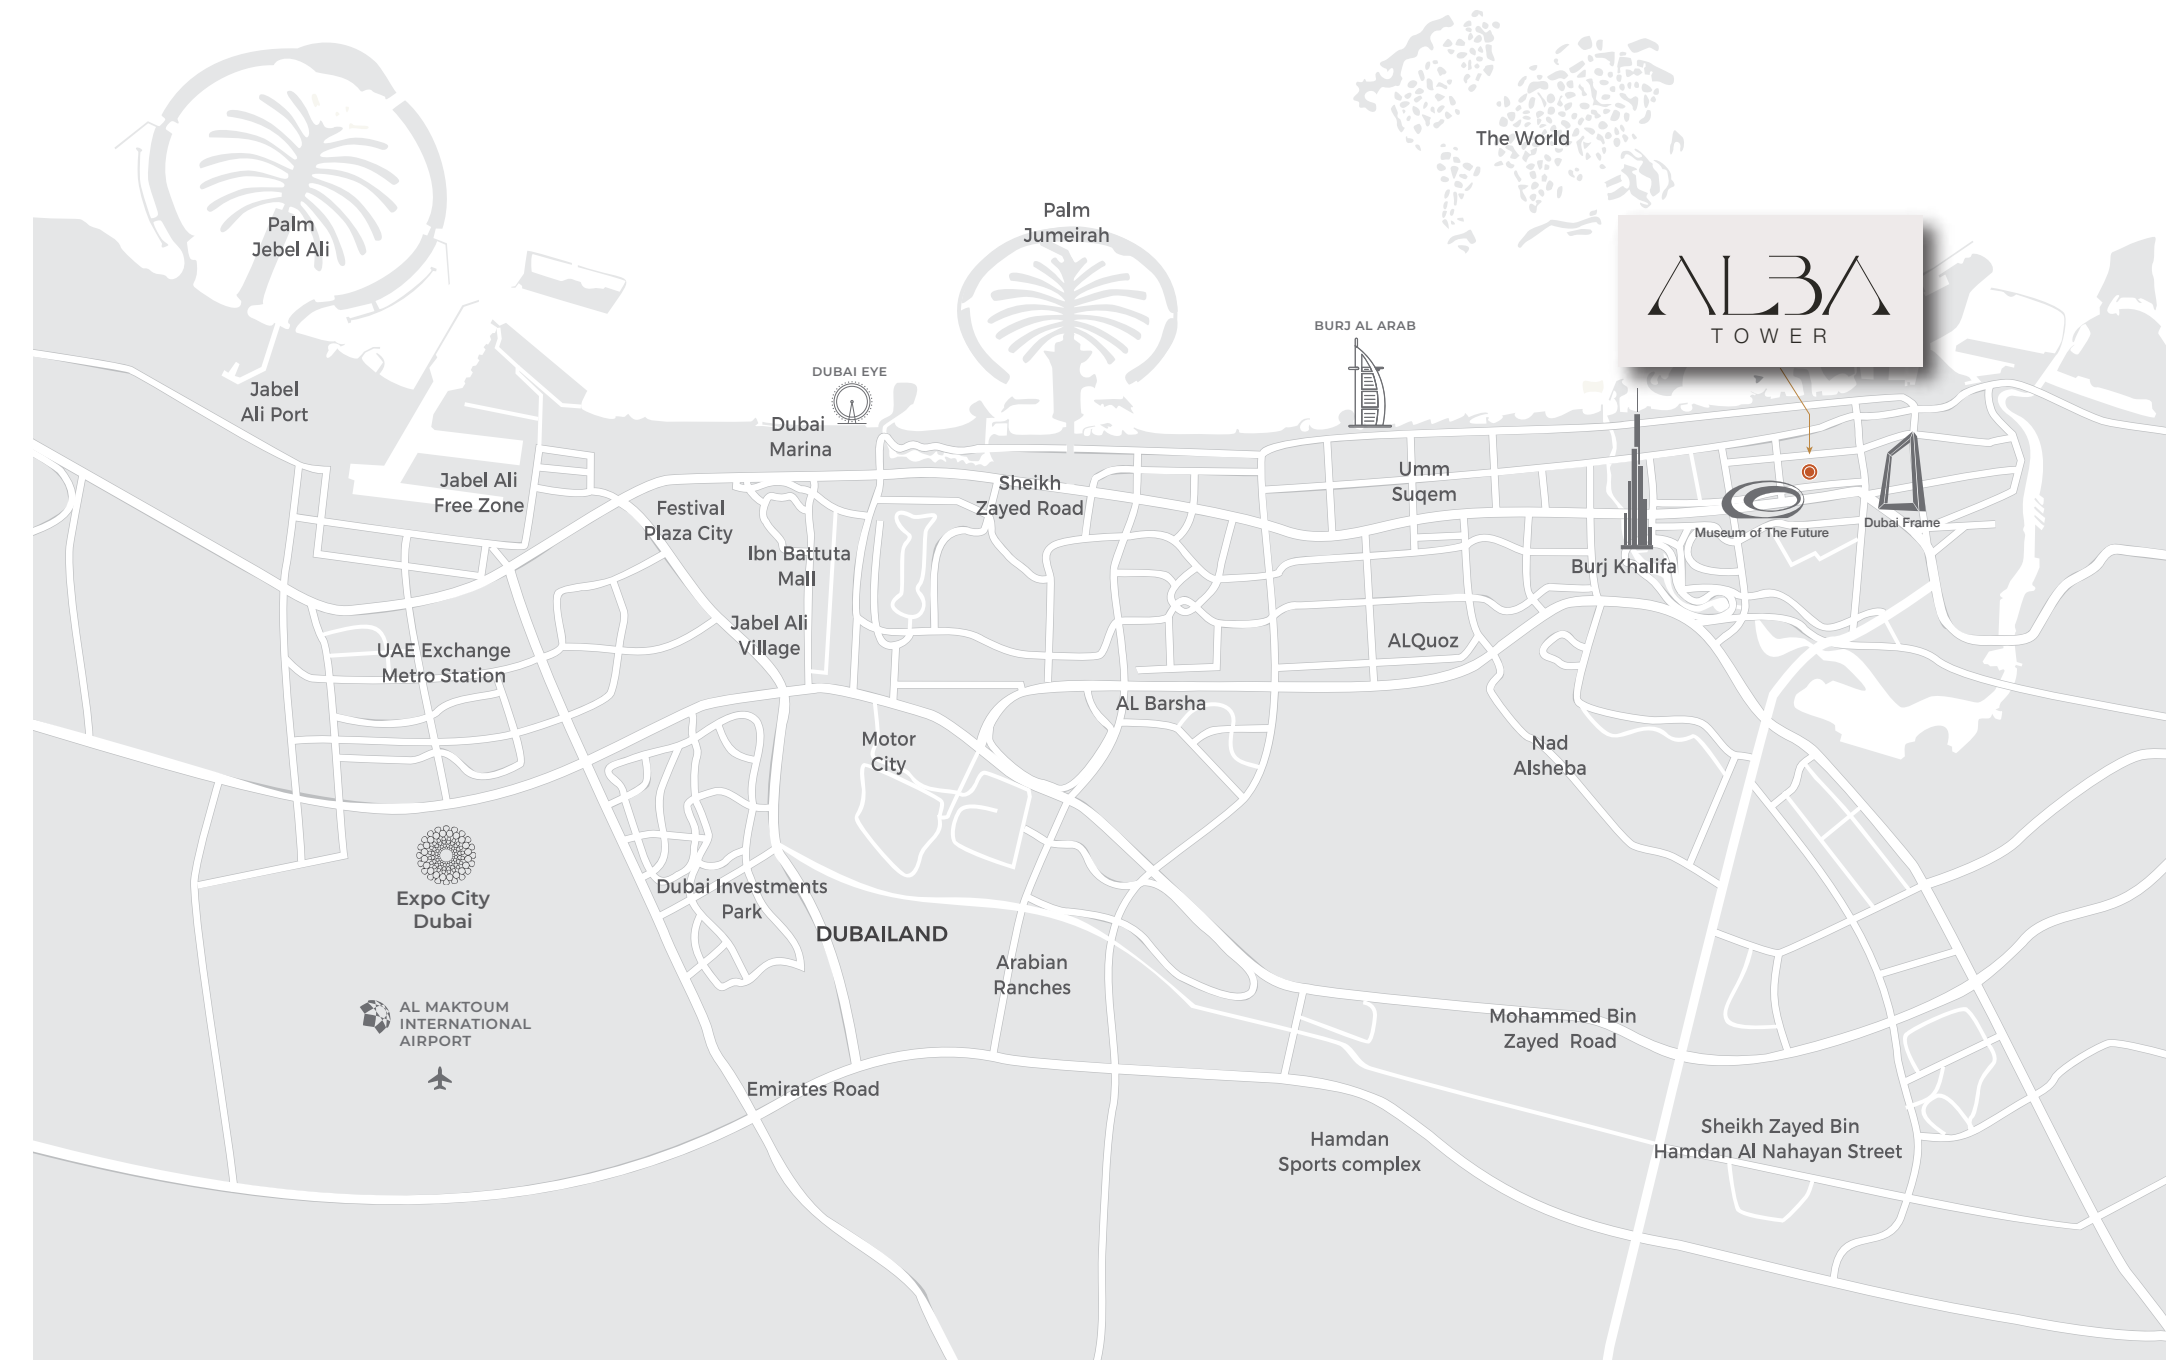 The World
Palm
Jumeirah
Palm
Jebel Ali
ALBA
TOWER
BURJ AL ARAB
DUBAI EYE
Jabel
Ali Port
Dubai
Marina
Jabel Ali
Free Zone
Sheikh
Zayed Road
Umm
Suqem
Festival
Plaza City
Museum of The Future
Dubai Frame
Ibn Battuta
Mall
Burj Khalifa
Jabel Ali
Village
UAE Exchange
Metro Station
ALQuoz
AL Barsha
Motor
City
Nad
Alsheba
Expo City
Dubai
Dubai Investments
Park
DUBAILAND
Arabian
Ranches
AL MAKTOUM
INTERNATIONAL
AIRPORT
Mohammed Bin
Zayed Road
Emirates Road
Hamdan
Sports complex
Sheikh Zayed Bin
Hamdan Al Nahayan Street